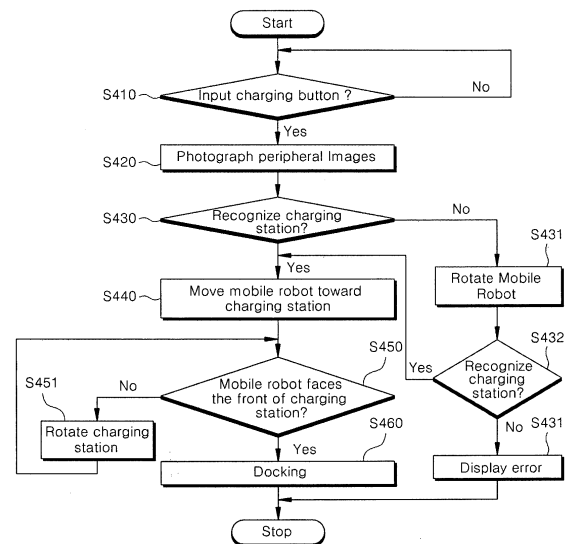 Start
No
S410
Input charging button ?
Yes
S420
Photograph peripheral Images
S430
Recognize charging
station?
No
Yes
S431
Rotate Mobile
Robot
S440
Move mobile robot toward
charging station
S450
S432
Mobile robot faces
the front of charging
station?
No
Yes
Recognize
charging
station?
S451
Rotate charging
station
Yes
S460
Docking
No
S431
Display error
Stop